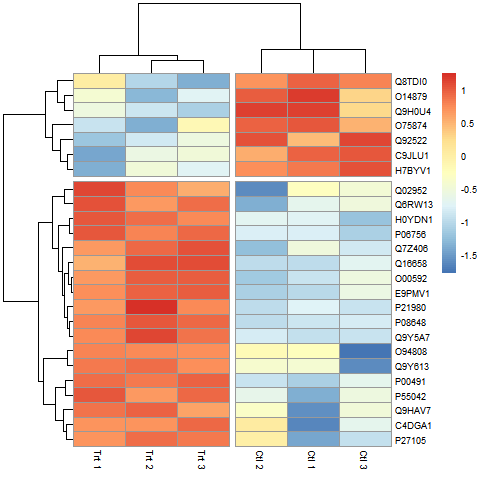 Q8TDI0
O14879
Q9H0U4
O75874
Q92522
C9JLU1
H7BYV1
Q02952
Q6RW13
H0YDN1
P06756
Q7Z406
Q16658
O00592
E9PMV1
P21980
P08648
Q9Y5A7
O94808
Q9Y613
P00491
P55042
Q9HAV7
C4DGA1
P27105
1
0.5
0
-0.5
-1
-1.5
Trt 1
Trt 2
Trt 3
Ctl 2
Ctl 1
Ctl 3